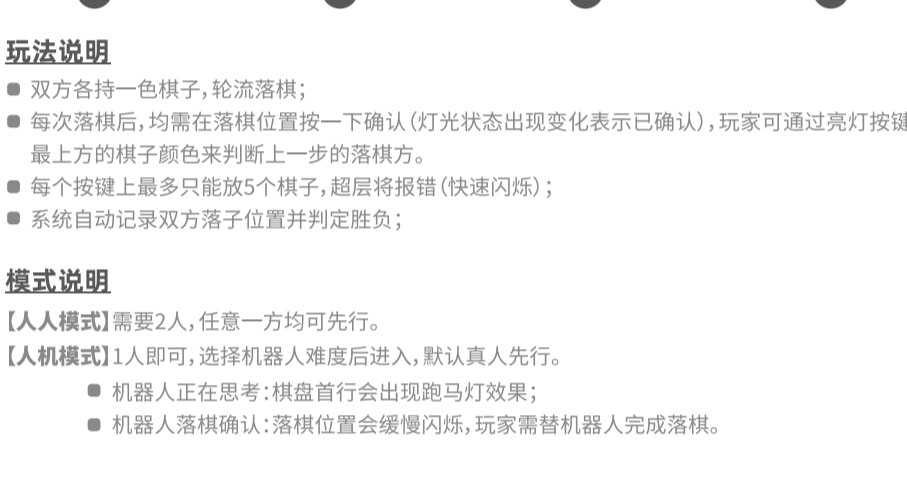 玩法说明
双方各持一色棋子，轮流落棋；
每次落棋后，均需在落棋位置按一下确认（灯光状态出现变化表示已确认），玩家可通过亮灯按键
最上方的棋子颜色来判断上一步的落棋方。
每个按键上最多只能放5个棋子，超层将报错（快速闪烁）；
系统自动记录双方落子位置并判定胜负；
模式说明
【人人模式】需要2人，任意一方均可先行。
【人机模式】1人即可，选择机器人难度后进入，默认真人先行。
机器人正在思考：棋盘首行会出现跑马灯效果；
机器人落棋确认：落棋位置会缓慢闪烁，玩家需替机器人完成落棋。